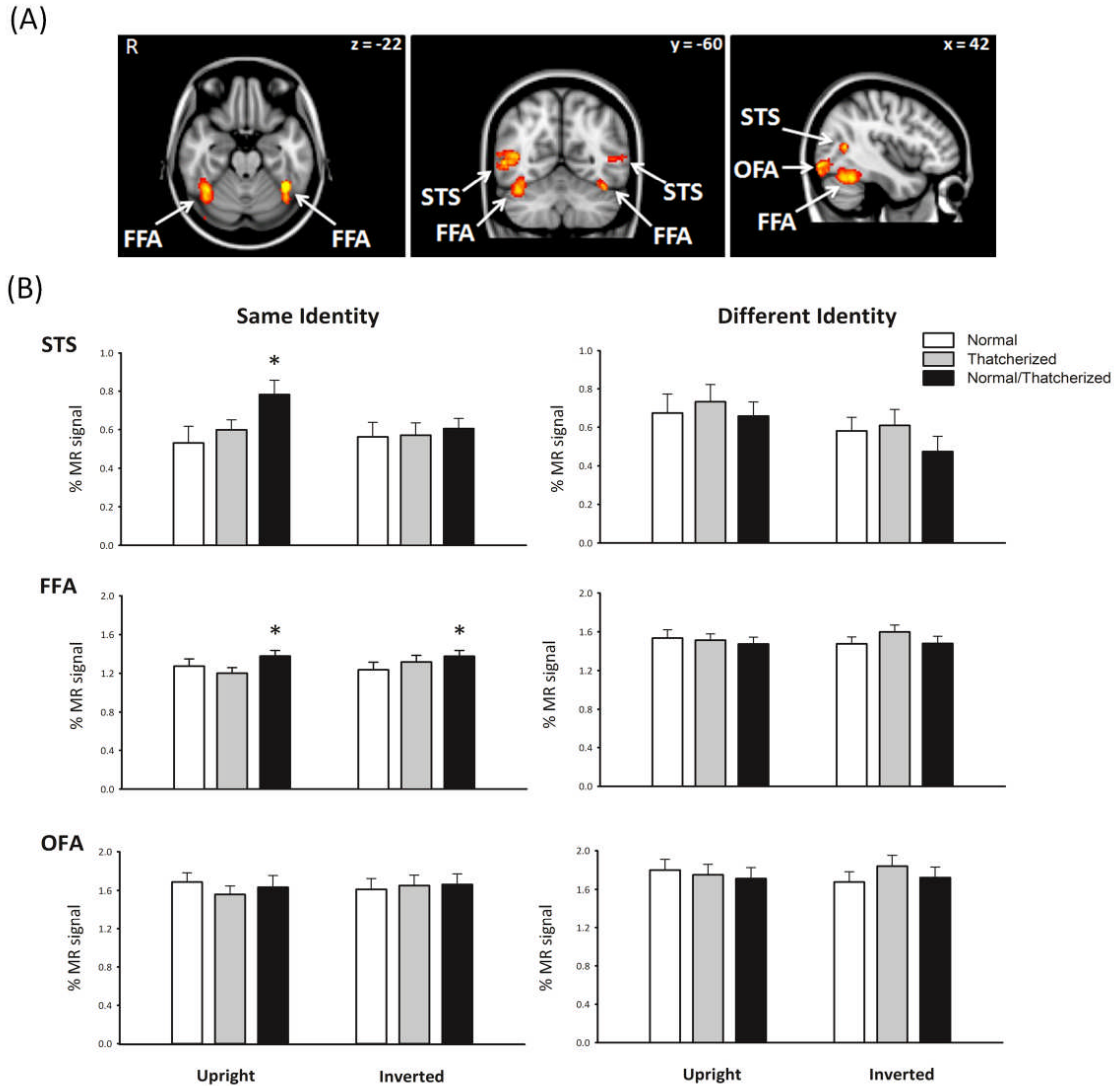 (A)
R
z = -22
y = -60
x = 42
FFA
FFA
STS
FFA
STS
FFA
STS
OFA
FFA
(B)
Same Identity
Different Identity
Normal
Thatcherized
Normal/Thatcherized
STS
% MR signal
1.0
0.8
0.6
0.4
0.2
0.0
*
% MR signal
1.0
0.8
0.6
0.4
0.2
0.0
FFA
% MR signal
2.0
1.6
1.2
0.8
0.4
0.0
*
*
% MR signal
2.0
1.6
1.2
0.8
0.4
0.0
OFA
% MR signal
2.0
1.6
1.2
0.8
0.4
0.0
% MR signal
2.0
1.6
1.2
0.8
0.4
0.0
Upright
Inverted
Upright
Inverted